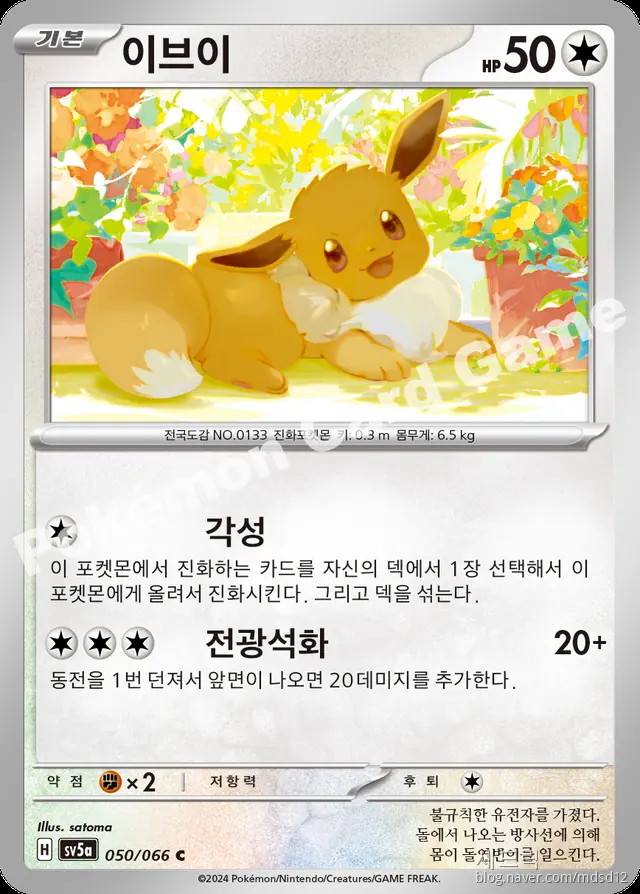 기본 이브이 HP 50
전국도감 NO.0133 진화포켓몬 키: 0.3 m 몸무게: 6.5 kg
Pokémon Card Game
각성
이 포켓몬에서 진화하는 카드를 자신의 덱에서 1장 선택해서 이
포켓몬에게 올려서 진화시킨다. 그리고 덱을 섞는다.
전광석화 20+
동전을 1번 던져서 앞면이 나오면 20데미지를 추가한다.
약점 ×2 저항력 후퇴
불규칙한 유전자를 가졌다.
돌에서 나오는 방사선에 의해
몸이 돌연변이를 일으킨다.
Illus. satoma
H sv5a 050/066 C
©2024 Pokémon/Nintendo/Creatures/GAME FREAK.
blog.naver.com/mdsd12